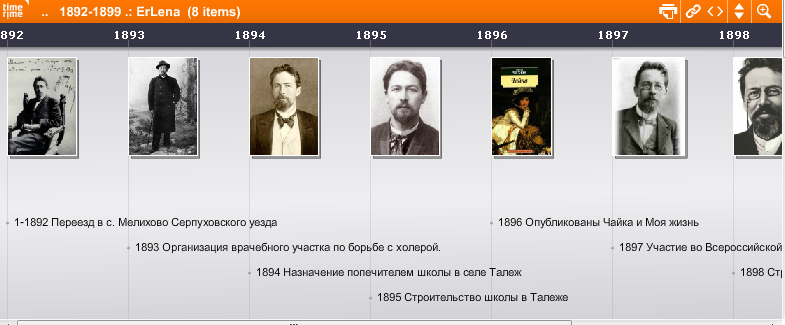 time
rime
.. 1892-1899 .: ErLena (8 items)
892 1893 1894 1895 1896 1897 1898
Чайка
1-1892 Переезд в с. Мелихово Серпуховского уезда
1896 Опубликованы Чайка и Моя жизнь
1893 Организация врачебного участка по борьбе с холерой.
1897 Участие во Всероссийской
1894 Назначение попечителем школы в селе Талеж
1898 Стр
1895 Строительство школы в Талеже